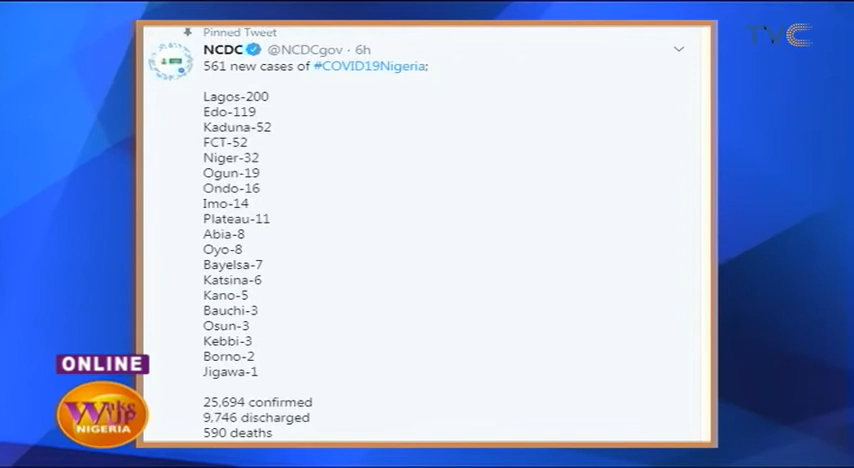 Pinned Tweet
NCDC @NCDCgov · 6h
561 new cases of #COVID19Nigeria;
Lagos-200
Edo-119
Kaduna-52
FCT-52
Niger-32
Ogun-19
Ondo-16
Imo-14
Plateau-11
Abia-8
Oyo-8
Bayelsa-7
Katsina-6
Kano-5
Bauchi-3
Osun-3
Kebbi-3
Borno-2
Jigawa-1
25,694 confirmed
9,746 discharged
590 deaths
TVC
ONLINE
Wake UP
NIGERIA